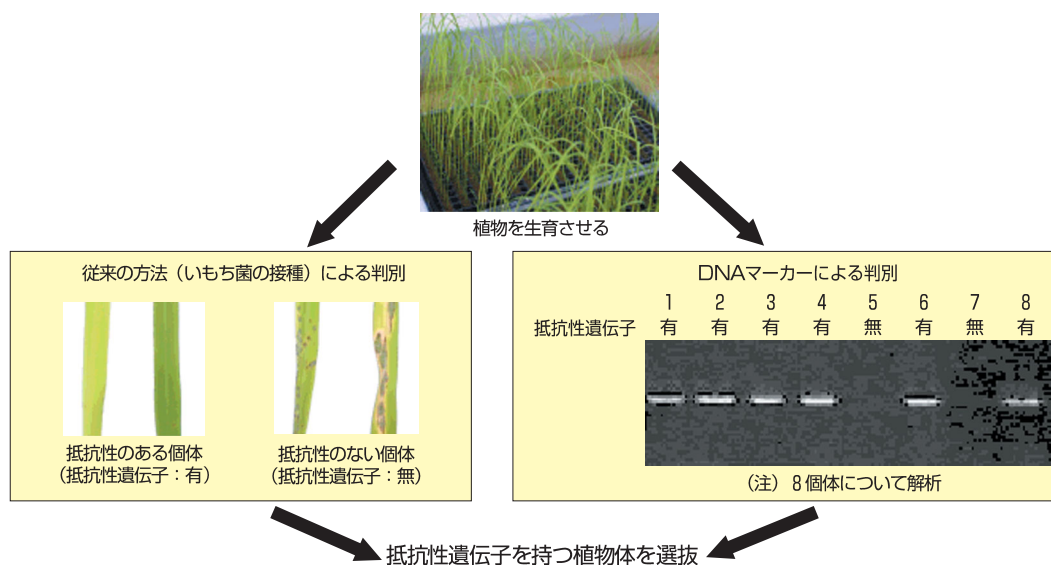 植物を生育させる
従来の方法（いもち菌の接種）による判別
抵抗性のある個体
（抵抗性遺伝子：有）
抵抗性のない個体
（抵抗性遺伝子：無）
DNAマーカーによる判別
1 2 3 4 5 6 7 8
抵抗性遺伝子 有 有 有 有 無 有 無 有
（注） 8個体について解析
抵抗性遺伝子を持つ植物体を選抜